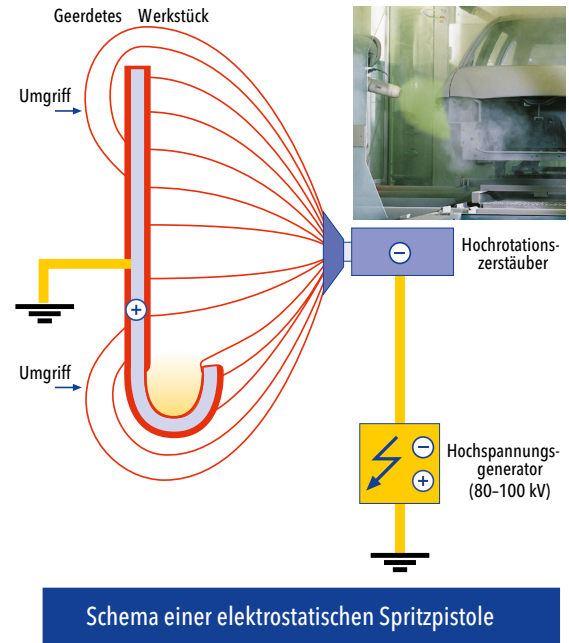 Geerdetes Werkstück
Umgriff
Hochrotations-
zerstäuber
−
+
Umgriff
Hochspannungs-
generator
(80–100 kV)
−
+
Schema einer elektrostatischen Spritzpistole